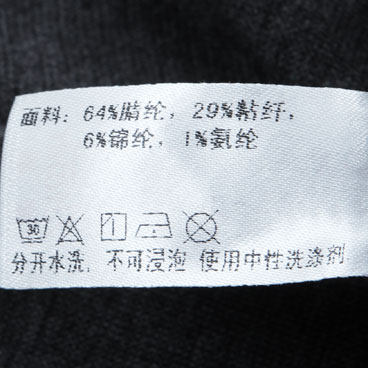 面料：64%腈纶，29%粘纤，
6%锦纶，1%氨纶
30
分开水洗，不可浸泡 使用中性洗涤剂